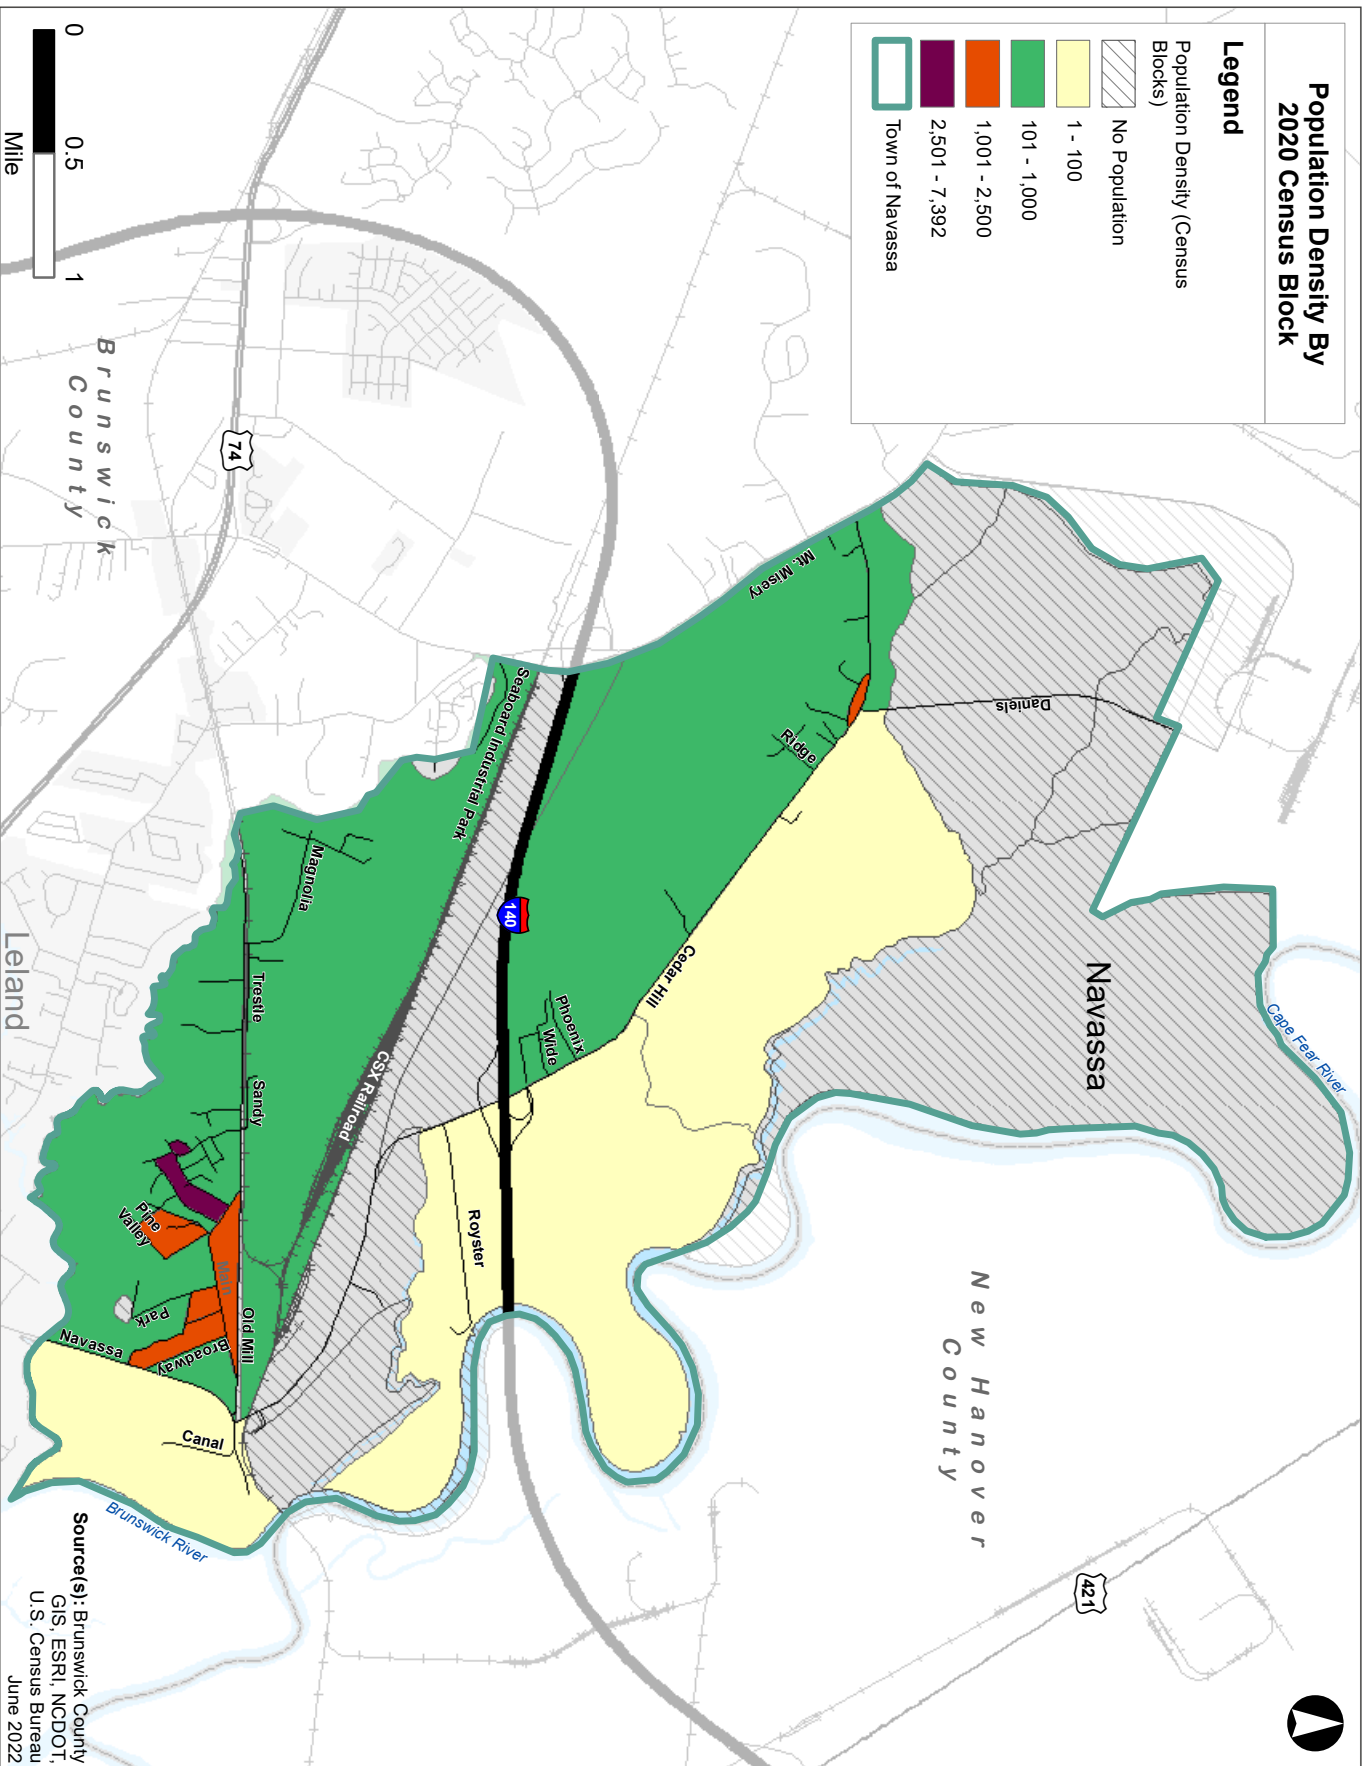 Population Density By
2020 Census Block
Legend
Population Density (Census
Blocks)
No Population
1 - 100
101 - 1,000
1,001 - 2,500
2,501 - 7,392
Town of Navassa
0
0.5
1
Mile
Brunswick
County
74
Leland
Mt. Misery
Daniels
Ridge
Seaboard Industrial Park
Magnolia
140
Cedar Hill
Phoenix
Wide
Trestle
Sandy
CSX Railroad
Navassa
Cape Fear River
Royster
Pine
Valley
Main
Old Mill
Park
Broadway
Navassa
Canal
Brunswick River
New Hanover
County
421
Source(s): Brunswick County
GIS, ESRI, NCDOT,
U.S. Census Bureau
June 2022